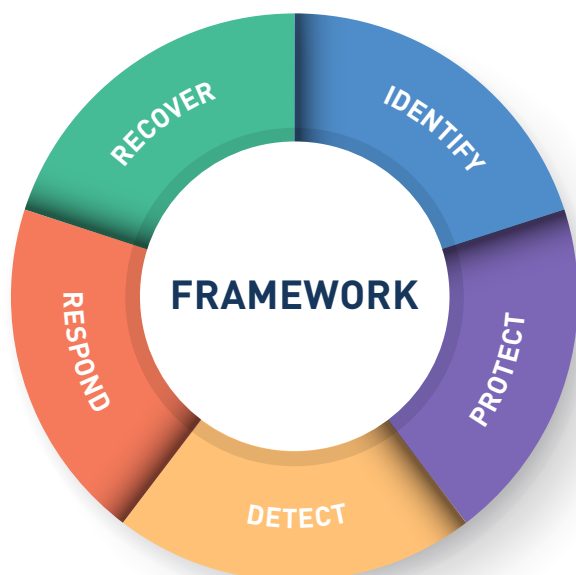 IDENTIFY
PROTECT
DETECT
RESPOND
RECOVER
FRAMEWORK